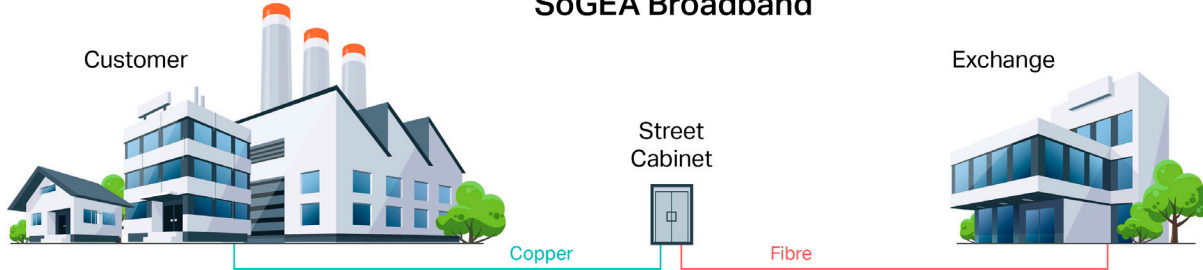 SoGEA Broadband
Customer
Exchange
Street
Cabinet
Copper
Fibre